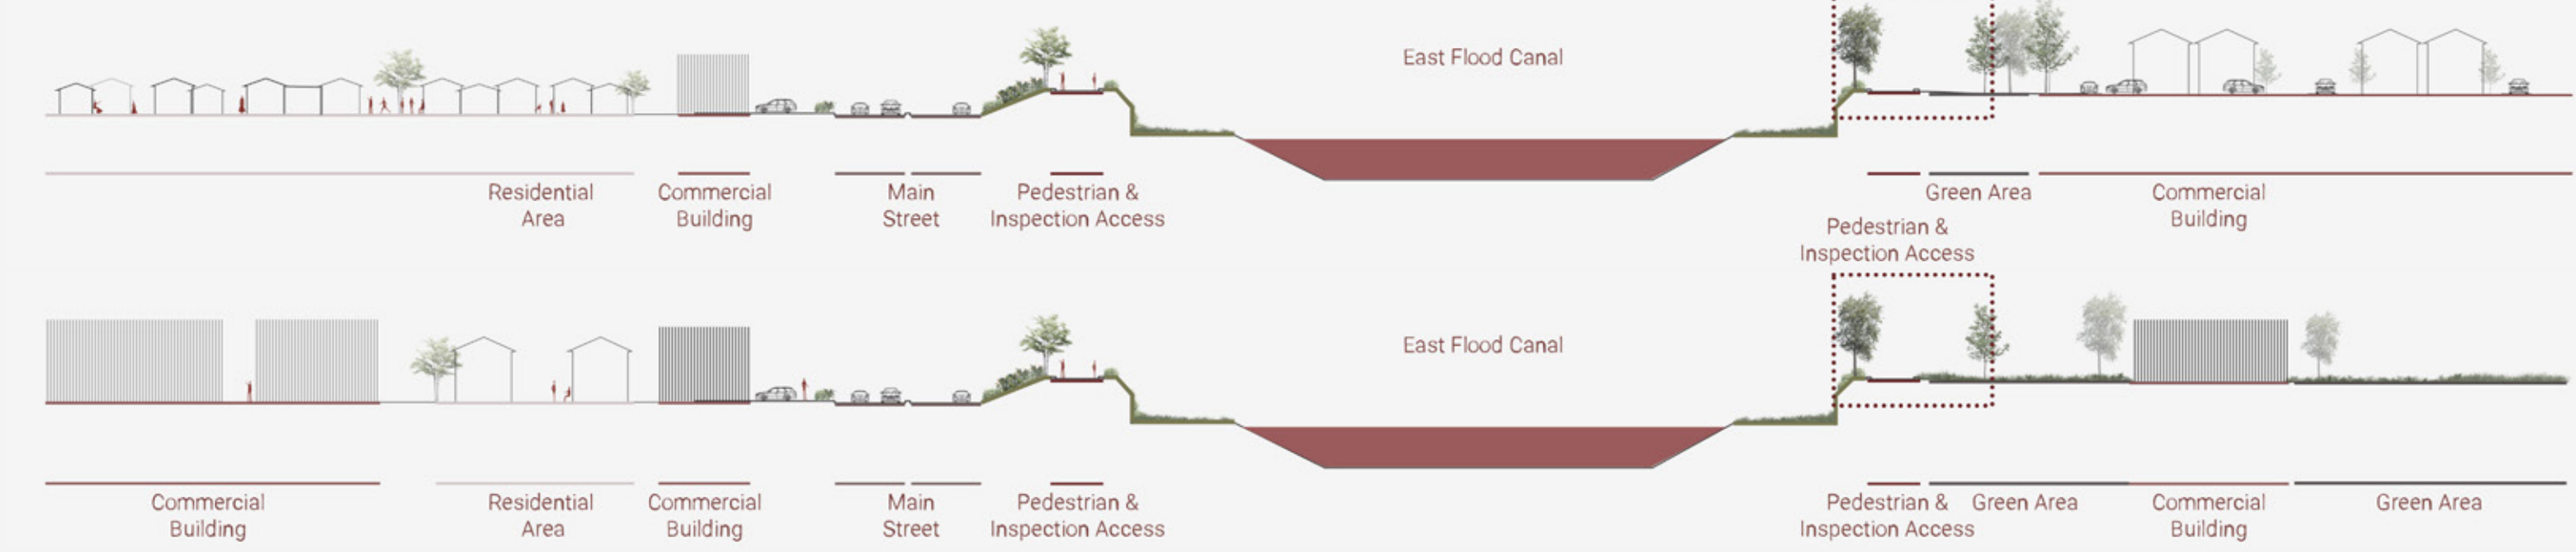 East Flood Canal
Residential
Area
Commercial
Building
Main
Street
Pedestrian &
Inspection Access
Green Area
Pedestrian &
Inspection Access
Commercial
Building
East Flood Canal
Commercial
Building
Residential
Area
Commercial
Building
Main
Street
Pedestrian &
Inspection Access
Pedestrian &
Inspection Access
Green Area
Commercial
Building
Green Area